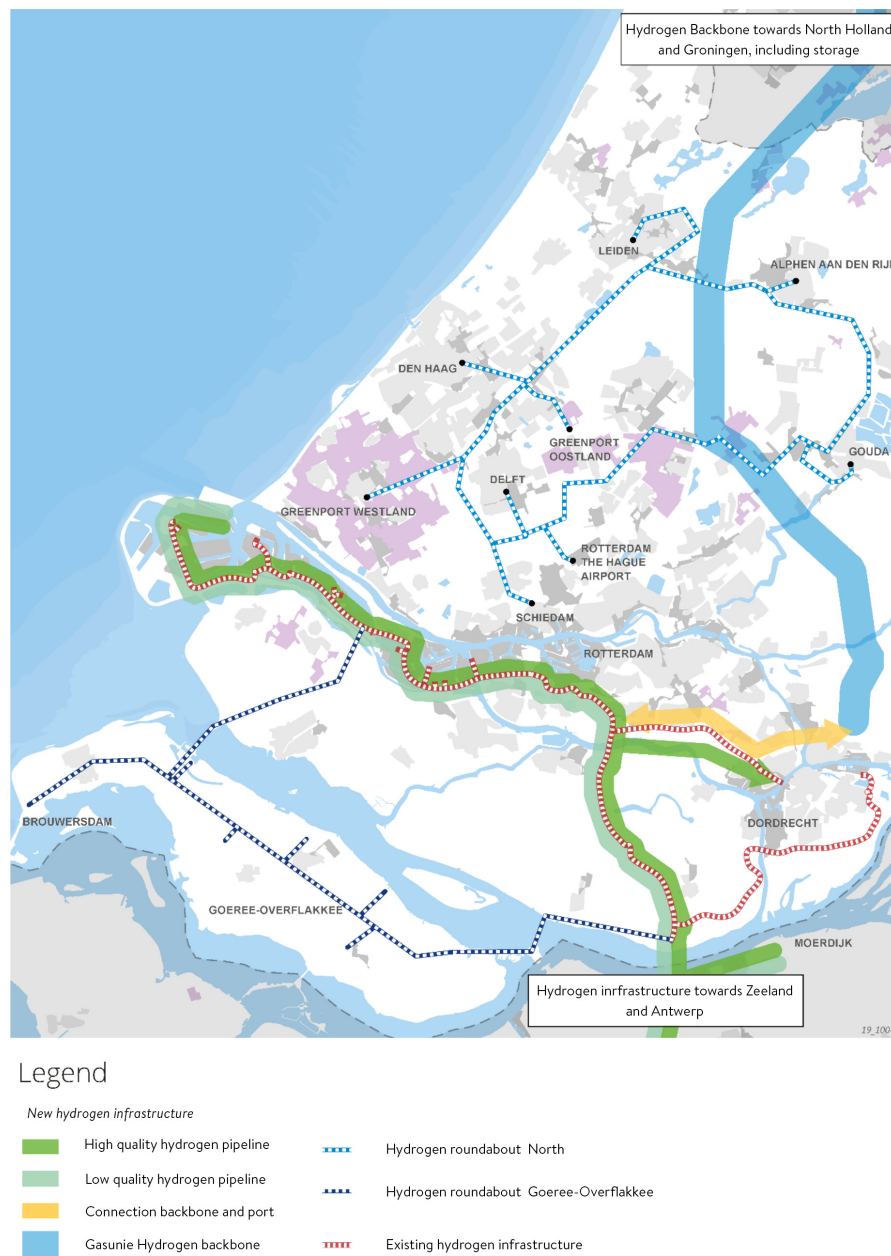 Hydrogen Backbone towards North Holland
and Groningen, including storage
LEIDEN
ALPHEN AAN DEN RIJN
DEN HAAG
GREENPORT
OOSTLAND
GOUDA
DELFT
GREENPORT WESTLAND
ROTTERDAM
THE HAGUE
AIRPORT
SCHIEDAM
ROTTERDAM
BROUWERSDAM
DORDRECHT
GOEREE-OVERFLAKKEE
MOERDIJK
Hydrogen inrfrastructure towards Zeeland
and Antwerp
19_100
Legend
New hydrogen infrastructure
High quality hydrogen pipeline
Hydrogen roundabout North
Low quality hydrogen pipeline
Hydrogen roundabout Goeree-Overflakkee
Connection backbone and port
Gasunie Hydrogen backbone
Existing hydrogen infrastructure